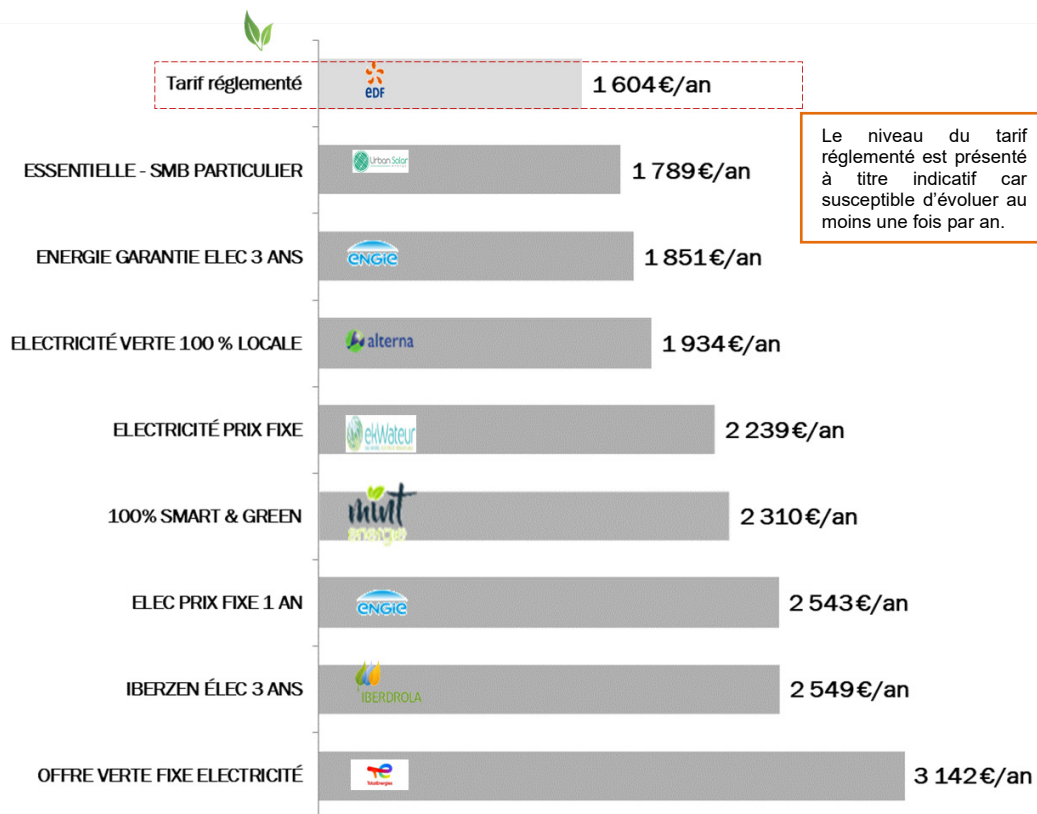 Tarif réglementé
eDF
1 604 €/an
Le niveau du tarif
réglementé est présenté
à titre indicatif car
susceptible d'évoluer au
moins une fois par an.
ESSENTIELLE - SMB PARTICULIER
Urban Solar
1 789 €/an
ENERGIE GARANTIE ELEC 3 ANS
ENGIE
1 851 €/an
ELECTRICITÉ VERTE 100 % LOCALE
alterna
1 934 €/an
ELECTRICITÉ PRIX FIXE
ekWateur
2 239 €/an
100% SMART & GREEN
mint
energie
2 310 €/an
ELEC PRIX FIXE 1 AN
ENGIE
2 543 €/an
IBERZEN ÉLEC 3 ANS
IBERDROLA
2 549 €/an
OFFRE VERTE FIXE ELECTRICITÉ
TotalEnergies
3 142 €/an